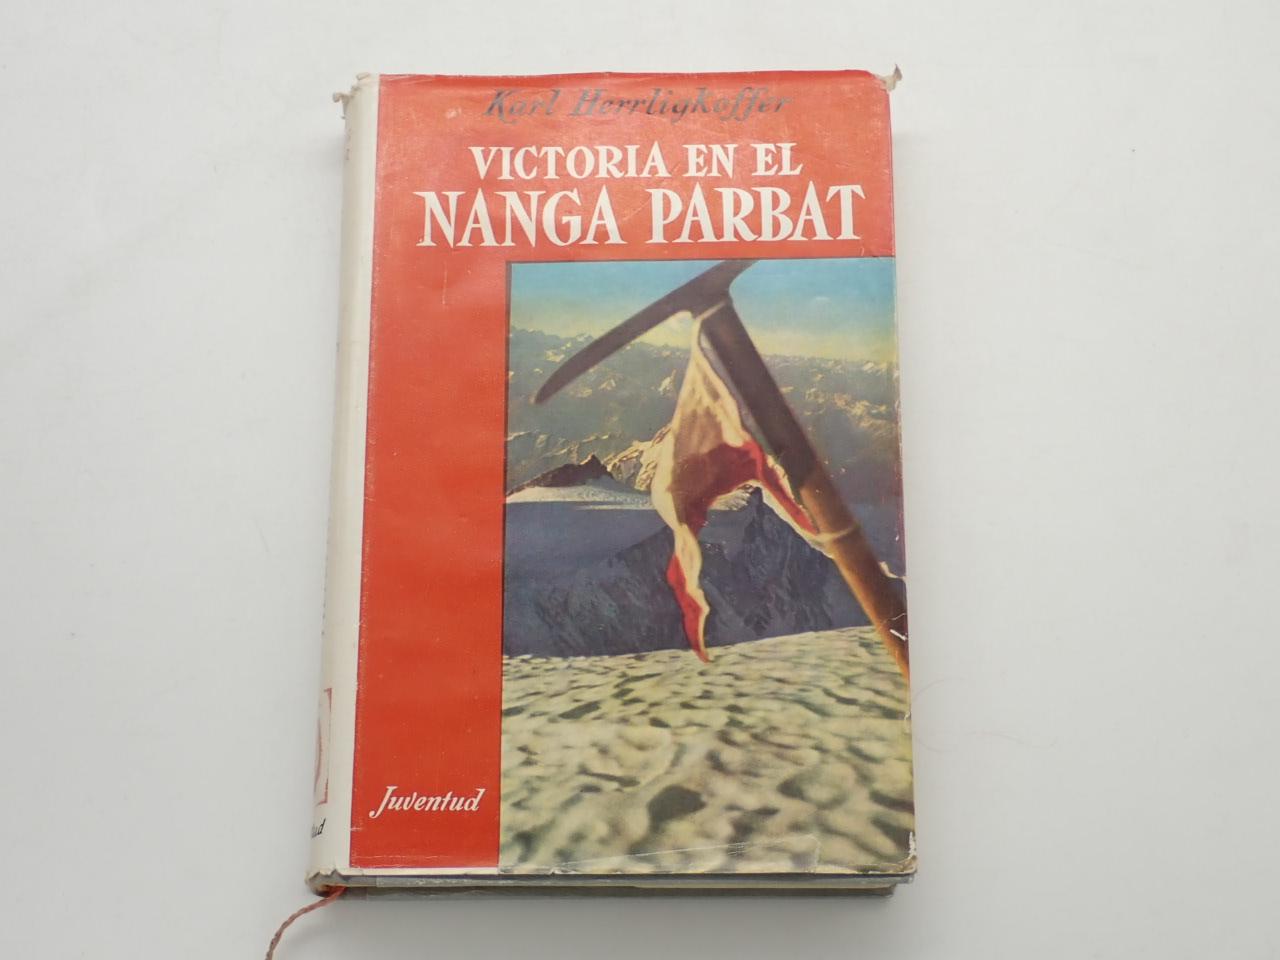 Karl Herrligkoffer
VICTORIA EN EL
NANGA PARBAT
Juventud